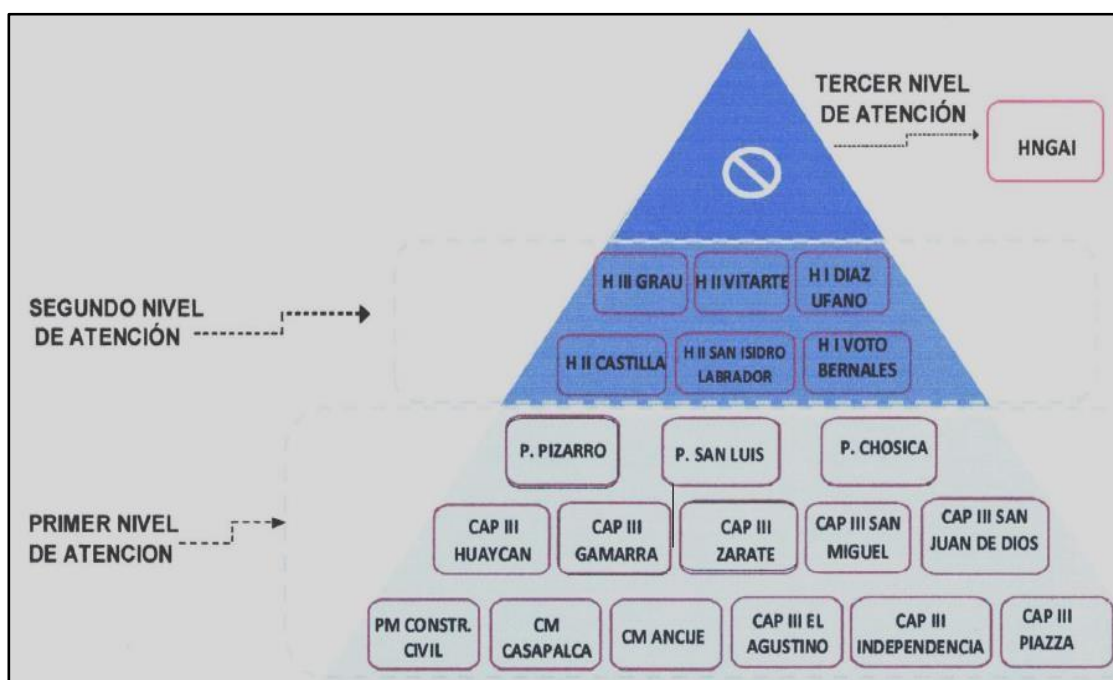 TERCER NIVEL
DE ATENCIÓN
HNGAI
SEGUNDO NIVEL
DE ATENCIÓN
H III GRAU
H II VITARTE
H I DIAZ
UFANO
H II CASTILLA
H II SAN ISIDRO
LABRADOR
H I VOTO
BERNALES
PRIMER NIVEL
DE ATENCION
P. PIZARRO
P. SAN LUIS
P. CHOSICA
CAP III
HUAYCAN
CAP III
GAMARRA
CAP III
ZARATE
CAP III SAN
MIGUEL
CAP III SAN
JUAN DE DIOS
PM CONSTR.
CIVIL
CM
CASAPALCA
CM ANCIJE
CAP III EL
AGUSTINO
CAP III
INDEPENDENCIA
CAP III
PIAZZA